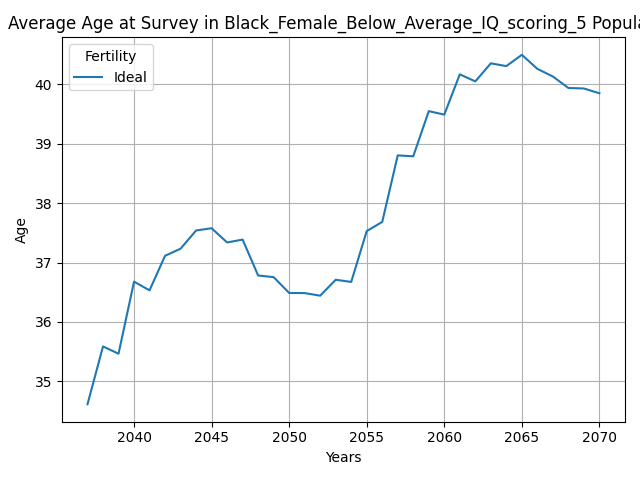 Average Age at Survey in Black_Female_Below_Average_IQ_scoring_5
Fertility
Ideal
40
39
38
37
36
35
Age
2040 2045 2050 2055 2060 2065 2070
Years